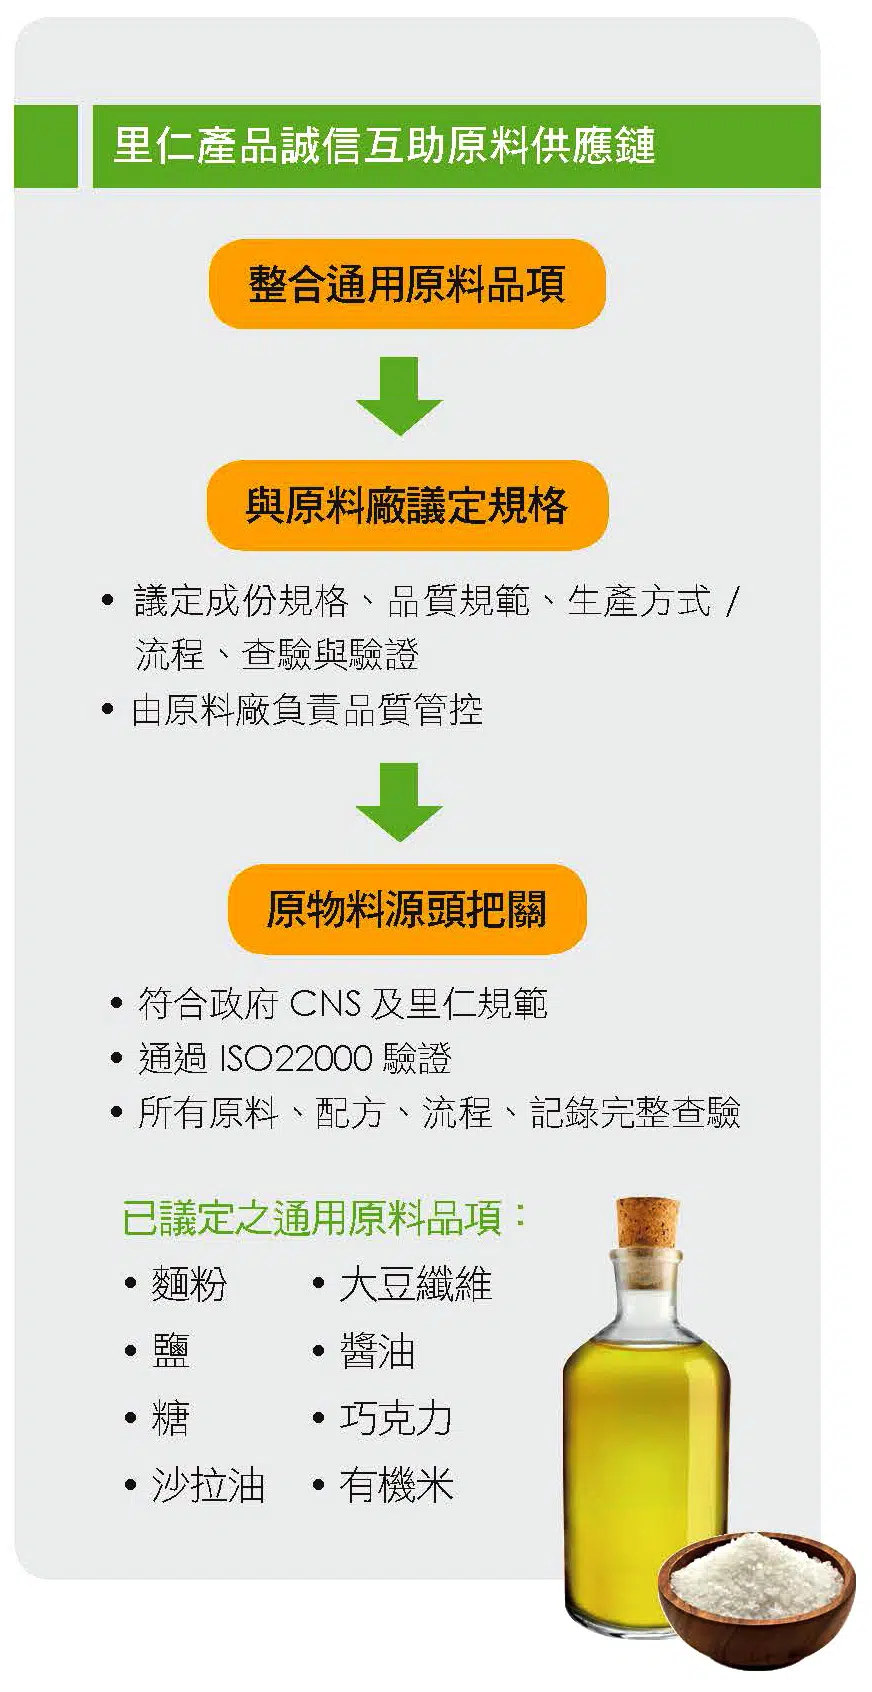 里仁產品誠信互助原料供應鏈
整合通用原料品項
與原料廠議定規格
• 議定成份規格、品質規範、生產方式 /
流程、查驗與驗證
• 由原料廠負責品質管控
原物料源頭把關
• 符合政府 CNS 及里仁規範
• 通過 ISO22000 驗證
• 所有原料、配方、流程、記錄完整查驗
已議定之通用原料品項：
• 麵粉 • 大豆纖維
• 鹽 • 醬油
• 糖 • 巧克力
• 沙拉油 • 有機米